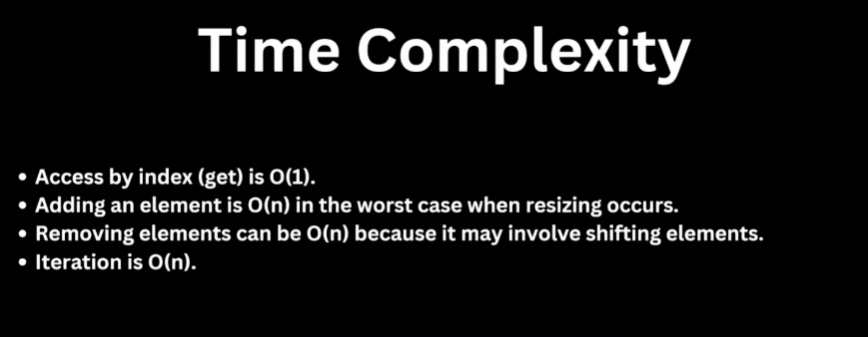 Time Complexity
• Access by index (get) is O(1).
• Adding an element is O(n) in the worst case when resizing occurs.
• Removing elements can be O(n) because it may involve shifting elements.
• Iteration is O(n).